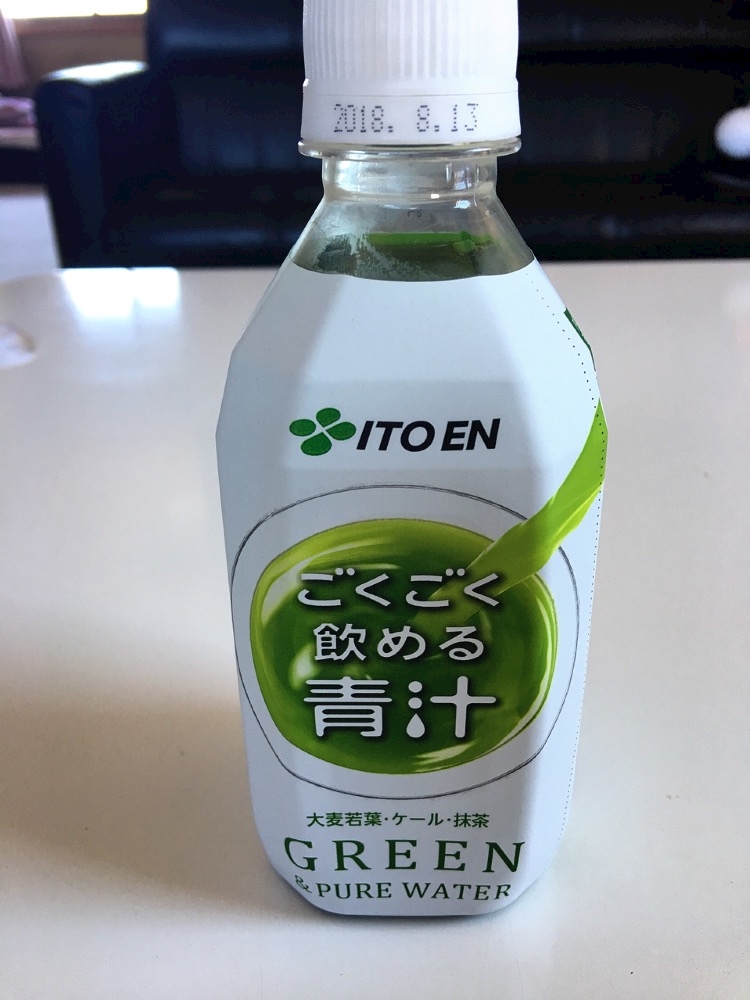 2018. 8.13
ITO EN
ごくごく
飲める
青汁
大麦若葉・ケール・抹茶
GREEN
& PURE WATER